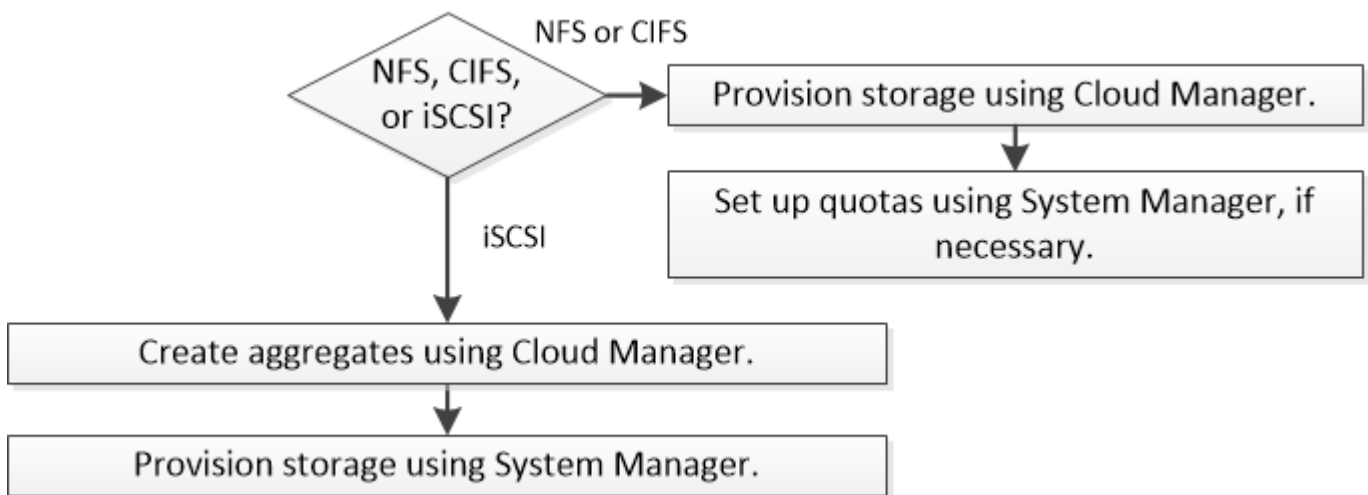 NFS or CIFS
NFS, CIFS,
or iSCSI?
Provision storage using Cloud Manager.
Set up quotas using System Manager, if
necessary.
iSCSI
Create aggregates using Cloud Manager.
Provision storage using System Manager.